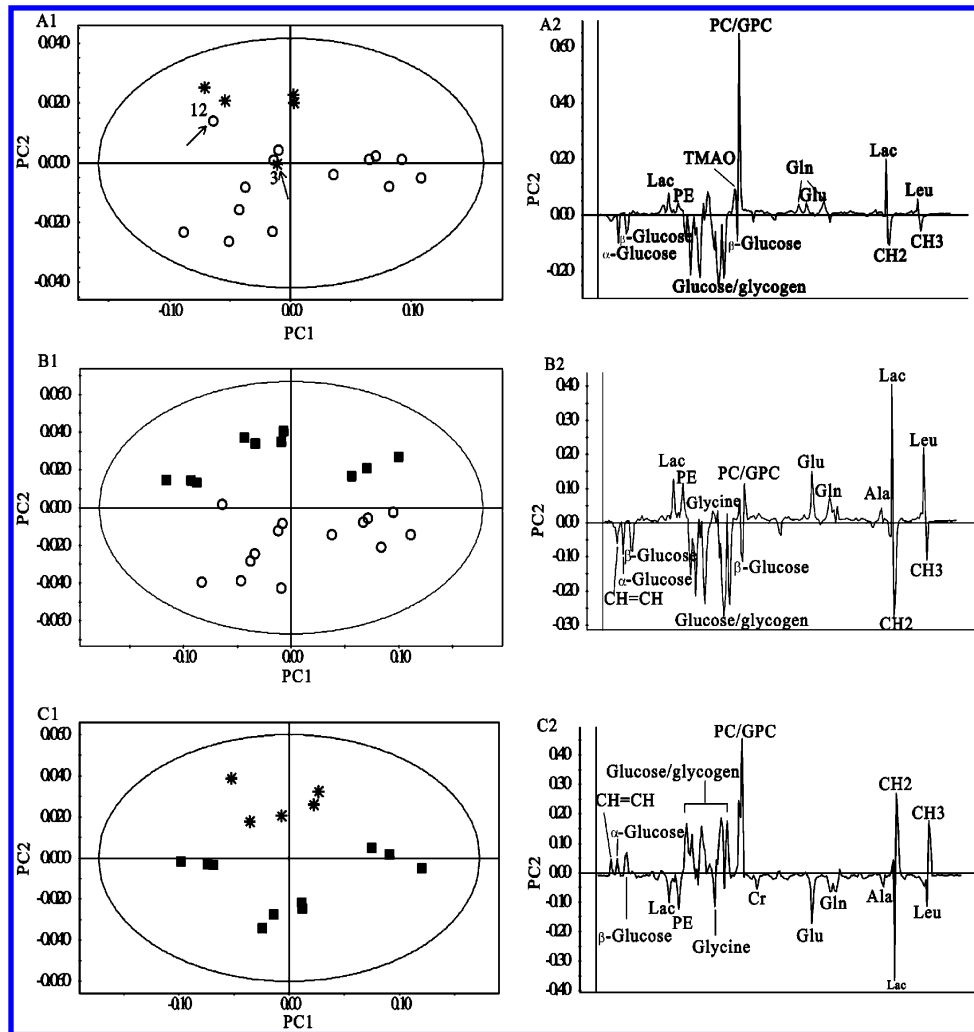 A1
0.040
0.020
0.000
-0.020
-0.040
PC2
12
3
-0.10
0.00
0.10
PC1
A2
0.60
0.40
0.20
0.00
-0.20
PC2
PC/GPC
TMAO
Lac
PE
Gln
Glu
Lac
Leu
β-Glucose
α-Glucose
β-Glucose
CH2
CH3
Glucose/glycogen
B1
0.060
0.040
0.020
0.000
-0.020
-0.040
-0.060
PC2
-0.10
0.00
0.10
PC1
B2
0.40
0.30
0.20
0.10
0.00
-0.10
-0.20
-0.30
PC2
Lac
Leu
Lac
PE
PC/GPC
Glycine
Glu
Gln
Ala
β-Glucose
α-Glucose
CH=CH
β-Glucose
CH3
Glucose/glycogen
CH2
C1
0.060
0.040
0.020
0.000
-0.020
-0.040
-0.060
PC2
-0.10
0.00
0.10
PC1
C2
0.40
0.30
0.20
0.10
0.00
-0.10
-0.20
-0.30
-0.40
PC2
PC/GPC
Glucose/glycogen
CH=CH
α-Glucose
CH2
CH3
Lac
PE
Cr
Gln
Ala
Leu
β-Glucose
Glycine
Glu
Lac